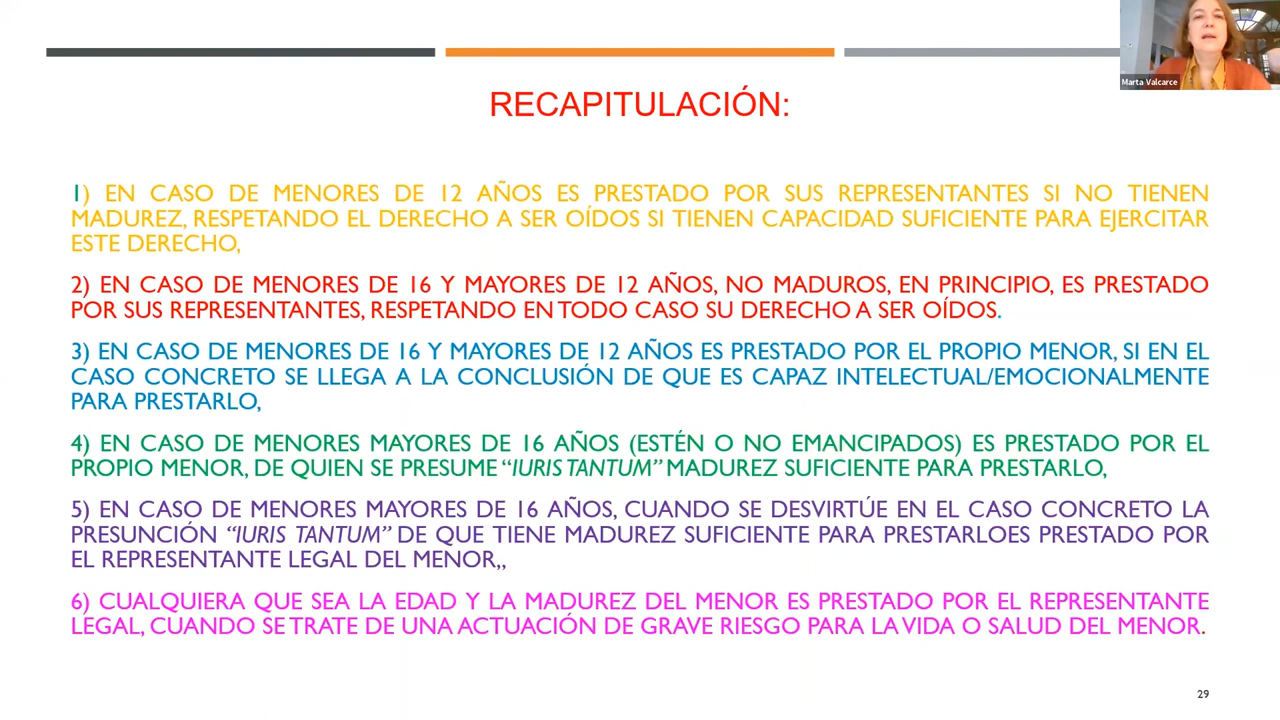 Marta Valcarce
RECAPITULACIÓN:
1) EN CASO DE MENORES DE 12 AÑOS ES PRESTADO POR SUS REPRESENTANTES SI NO TIENEN
MADUREZ, RESPETANDO EL DERECHO A SER OÍDOS SI TIENEN CAPACIDAD SUFICIENTE PARA EJERCITAR
ESTE DERECHO,
2) EN CASO DE MENORES DE 16 Y MAYORES DE 12 AÑOS, NO MADUROS, EN PRINCIPIO, ES PRESTADO
POR SUS REPRESENTANTES, RESPETANDO EN TODO CASO SU DERECHO A SER OÍDOS.
3) EN CASO DE MENORES DE 16 Y MAYORES DE 12 AÑOS ES PRESTADO POR EL PROPIO MENOR, SI EN EL
CASO CONCRETO SE LLEGA A LA CONCLUSIÓN DE QUE ES CAPAZ INTELECTUAL/EMOCIONALMENTE
PARA PRESTARLO,
4) EN CASO DE MENORES MAYORES DE 16 AÑOS (ESTÉN O NO EMANCIPADOS) ES PRESTADO POR EL
PROPIO MENOR, DE QUIEN SE PRESUME “IURIS TANTUM” MADUREZ SUFICIENTE PARA PRESTARLO,
5) EN CASO DE MENORES MAYORES DE 16 AÑOS, CUANDO SE DESVIRTÚE EN EL CASO CONCRETO LA
PRESUNCIÓN “IURIS TANTUM” DE QUE TIENE MADUREZ SUFICIENTE PARA PRESTARLOES PRESTADO POR
EL REPRESENTANTE LEGAL DEL MENOR,,
6) CUALQUIERA QUE SEA LA EDAD Y LA MADUREZ DEL MENOR ES PRESTADO POR EL REPRESENTANTE
LEGAL, CUANDO SE TRATE DE UNA ACTUACIÓN DE GRAVE RIESGO PARA LA VIDA O SALUD DEL MENOR.
29